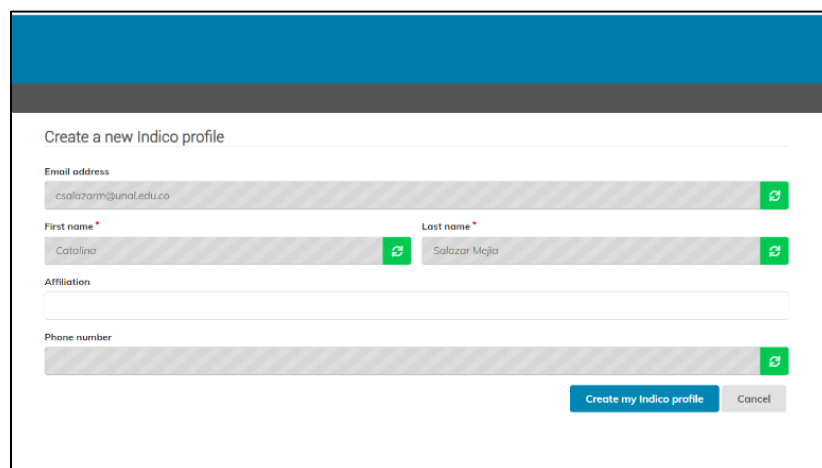 Create a new Indico profile
Email address
csalazarm@unal.edu.co
First name *
Last name *
Catalina
Salazar Mejia
Affiliation
Phone number
Create my Indico profile
Cancel